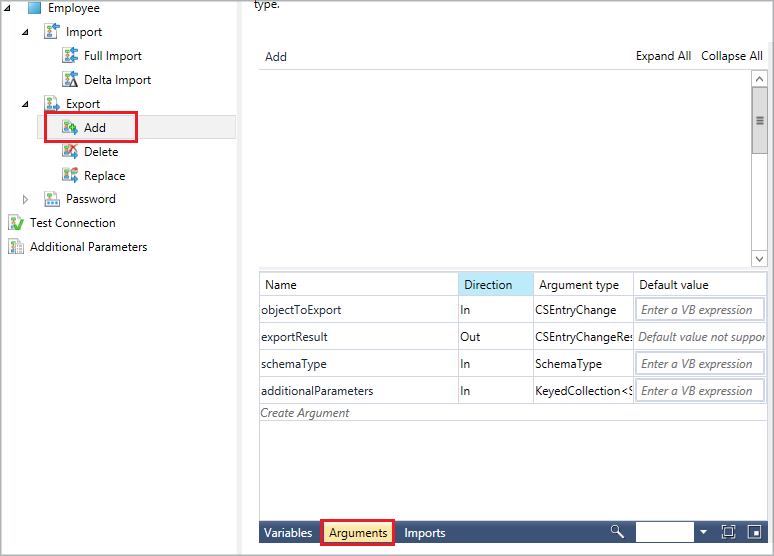 Employee
Import
Full Import
Delta Import
Export
Add
Delete
Replace
Password
Test Connection
Additional Parameters
type.
Add Expand All Collapse All
Name Direction Argument type Default value
objectToExport In CSEntryChange Enter a VB expression
exportResult Out CSEntryChangeRes Default value not suppor
schemaType In SchemaType Enter a VB expression
additionalParameters In KeyedCollection<S Enter a VB expression
Create Argument
Variables Arguments Imports